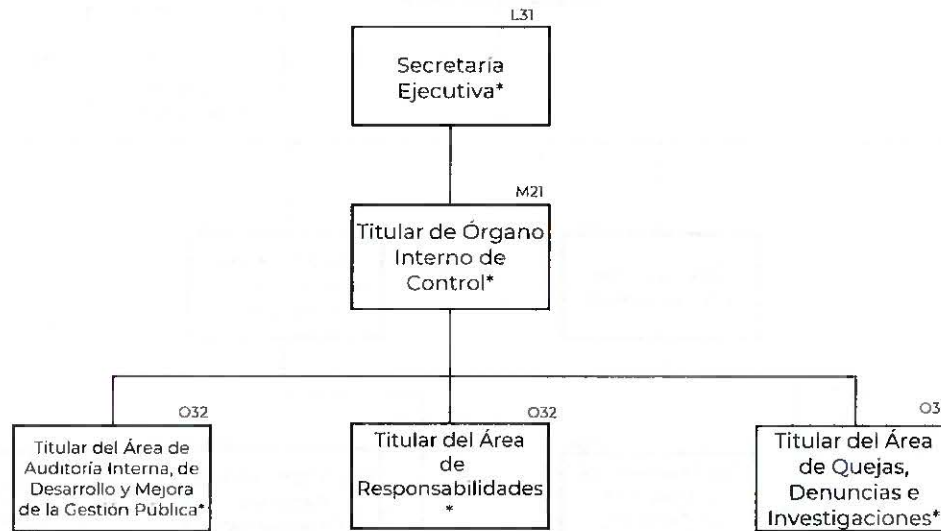 L31
Secretaría
Ejecutiva*
M21
Titular de Órgano
Interno de
Control*
O32
Titular del Área de
Auditoría Interna, de
Desarrollo y Mejora
de la Gestión Pública*
O32
Titular del Área
de
Responsabilidades
*
O3
Titular del Área
de Quejas,
Denuncias e
Investigaciones*